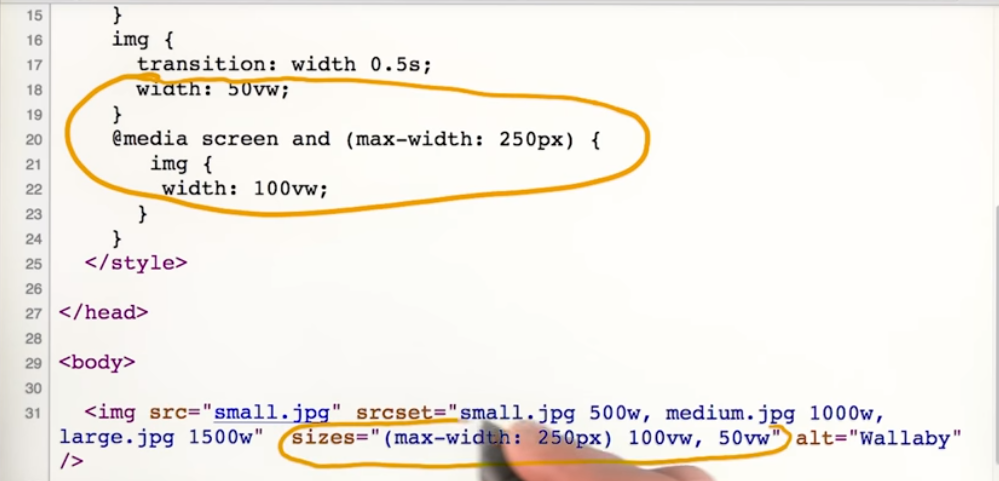 15 }
16 img {
17 transition: width 0.5s;
18 width: 50vw;
19 }
20 @media screen and (max-width: 250px) {
21 img {
22 width: 100vw;
23 }
24 }
25 </style>
26
27 </head>
28
29 <body>
30
31 <img src="small.jpg" srcset="small.jpg 500w, medium.jpg 1000w,
large.jpg 1500w" sizes="(max-width: 250px) 100vw, 50vw" alt="Wallaby"
/>